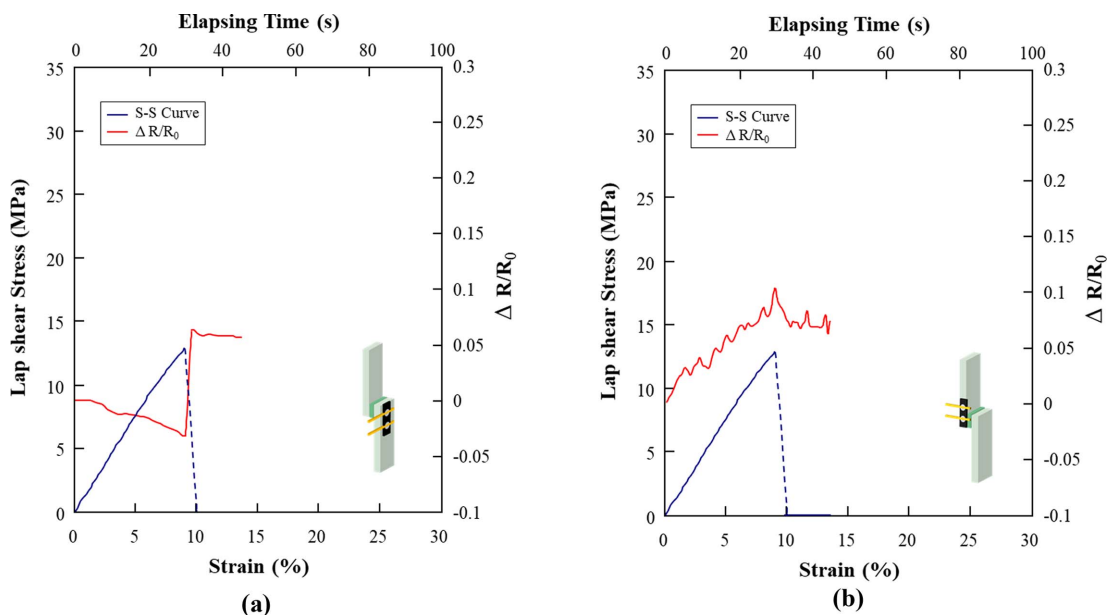 Elapsing Time (s)
0 20 40 60 80 100
35 30 25 20 15 10 5 0
Lap shear Stress (MPa)
S-S Curve
Δ R/R0
0.3 0.25 0.2 0.15 0.1 0.05 0 -0.05 -0.1
Δ R/R0
0 5 10 15 20 25 30
Strain (%)
(a)
Elapsing Time (s)
0 20 40 60 80 100
35 30 25 20 15 10 5 0
Lap shear Stress (MPa)
S-S Curve
Δ R/R0
0.3 0.25 0.2 0.15 0.1 0.05 0 -0.05 -0.1
Δ R/R0
0 5 10 15 20 25 30
Strain (%)
(b)